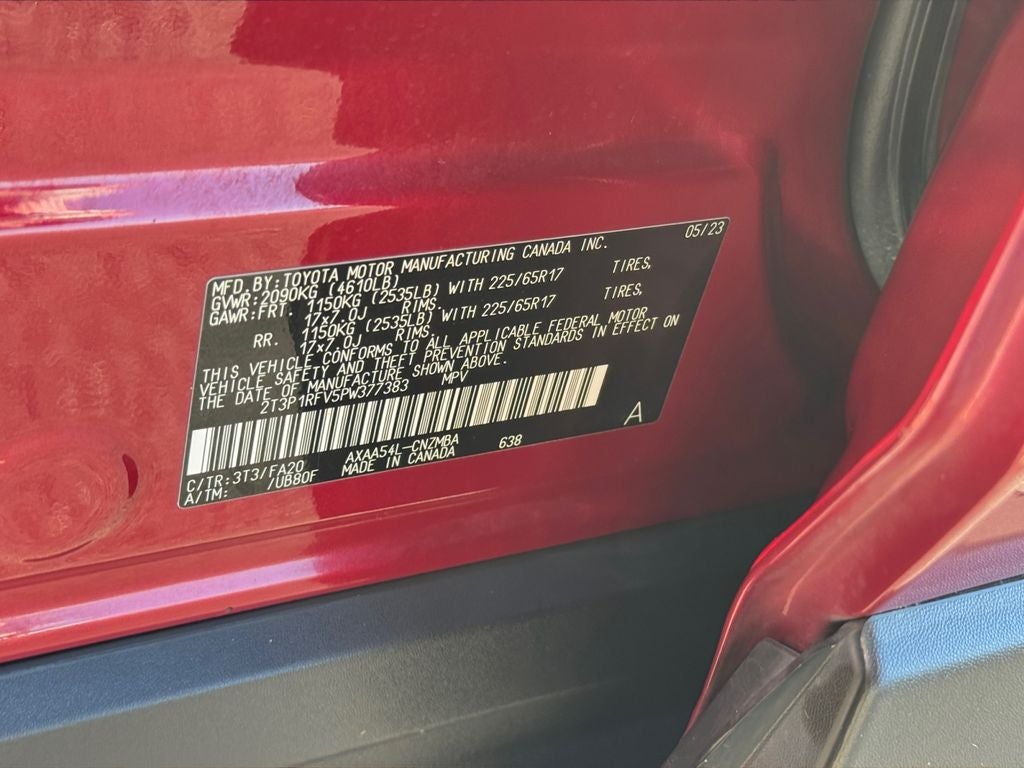 MFD.BY:TOYOTA MOTOR MANUFACTURING CANADA INC. 05/23
GVWR:2090KG (4610LB)
GAWR:FRT. 1150KG (2535LB) WITH 225/65R17 TIRES,
17x7.0J RIMS,
RR. 1150KG (2535LB) WITH 225/65R17 TIRES,
17x7.0J RIMS.
THIS VEHICLE CONFORMS TO ALL APPLICABLE FEDERAL MOTOR
VEHICLE SAFETY AND THEFT PREVENTION STANDARDS IN EFFECT ON
THE DATE OF MANUFACTURE SHOWN ABOVE.
2T3P1RFV5PW377383 MPV
A
C/TR:3T3/FA20 AXAA54L-CNZMBA 638
A/TM: /UB80F MADE IN CANADA